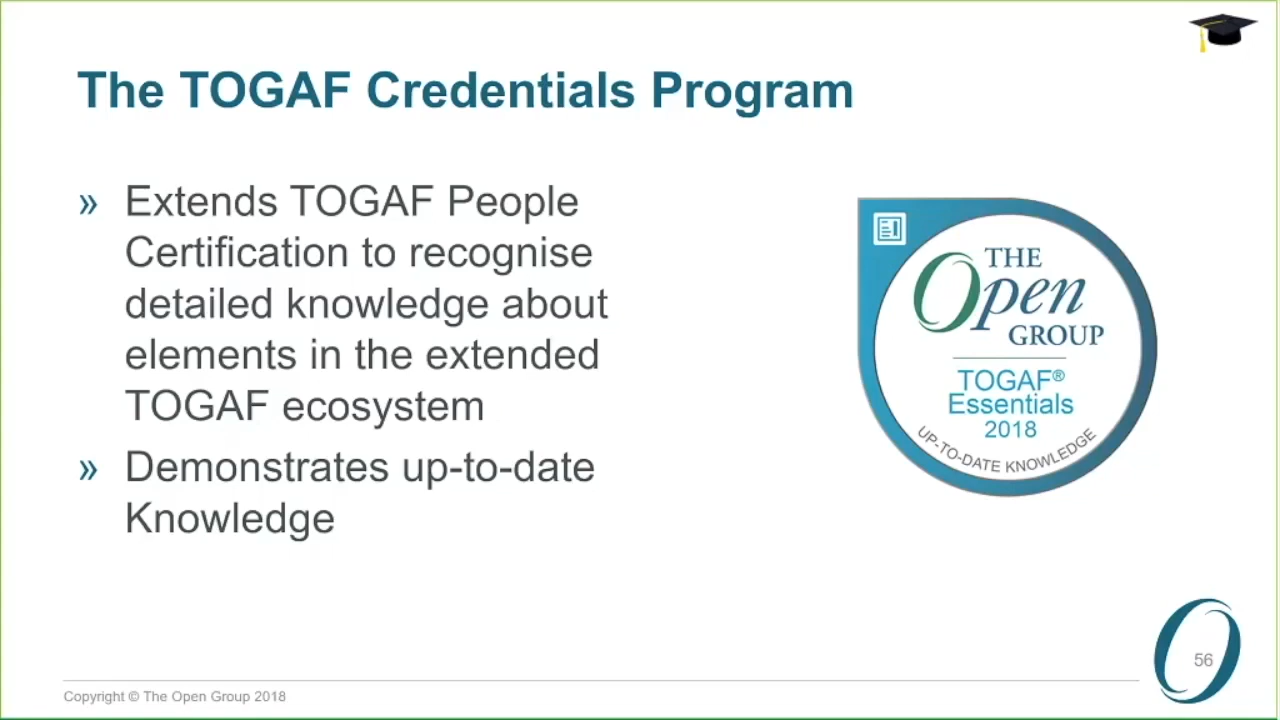 The TOGAF Credentials Program
» Extends TOGAF People
Certification to recognise
detailed knowledge about
elements in the extended
TOGAF ecosystem
» Demonstrates up-to-date
Knowledge
THE
Open
GROUP
TOGAF®
Essentials
2018
UP-TO-DATE KNOWLEDGE
56
Copyright © The Open Group 2018